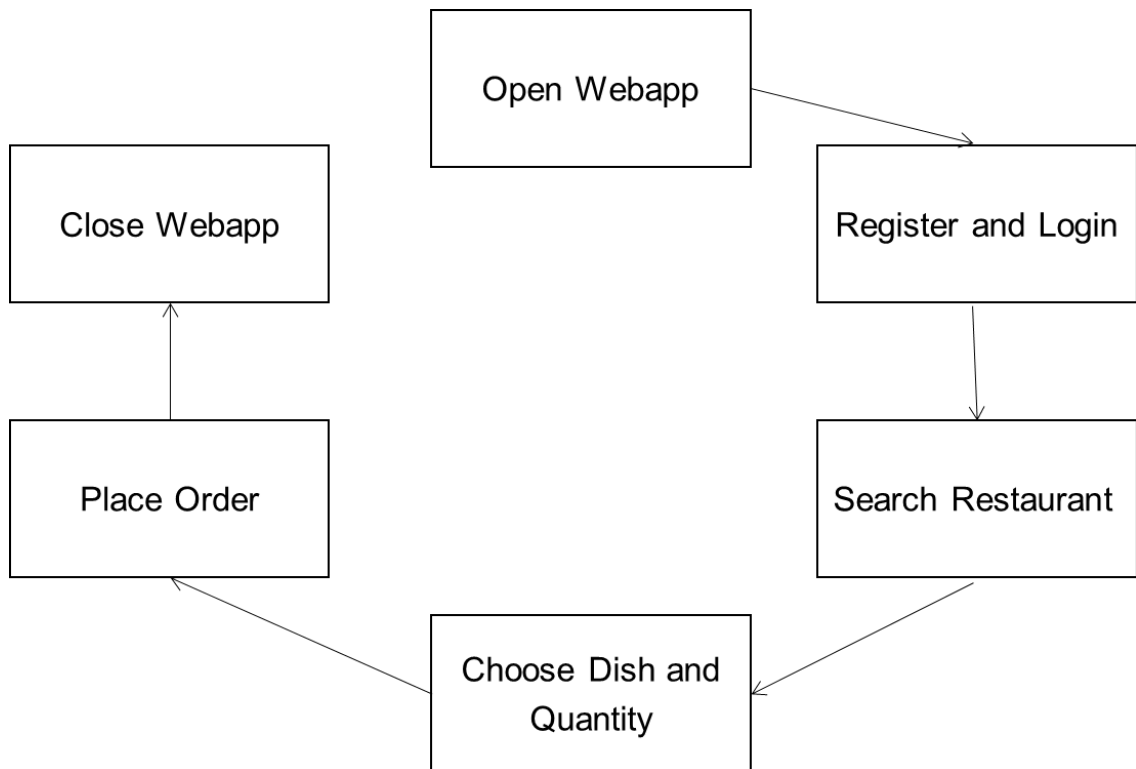 Open Webapp
Register and Login
Search Restaurant
Choose Dish and
Quantity
Place Order
Close Webapp